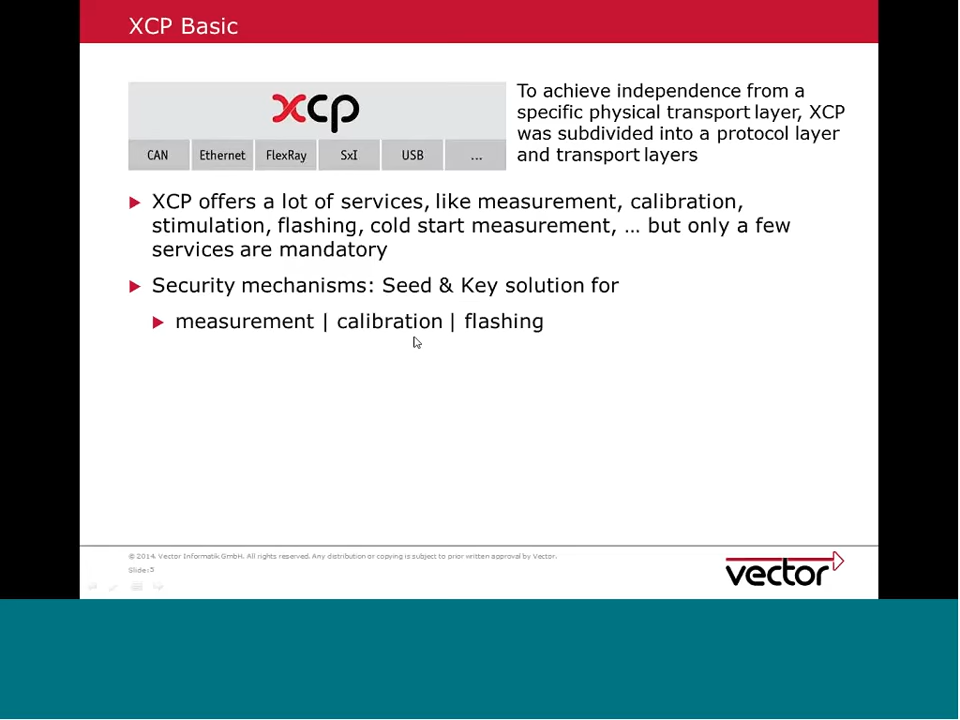 XCP Basic
xcp
CAN Ethernet FlexRay SxI USB ...
To achieve independence from a
specific physical transport layer, XCP
was subdivided into a protocol layer
and transport layers
XCP offers a lot of services, like measurement, calibration,
stimulation, flashing, cold start measurement, … but only a few
services are mandatory
Security mechanisms: Seed & Key solution for
measurement | calibration | flashing
© 2014. Vector Informatik GmbH. All rights reserved. Any distribution or copying is subject to prior written approval by Vector.
Slide:5
vector